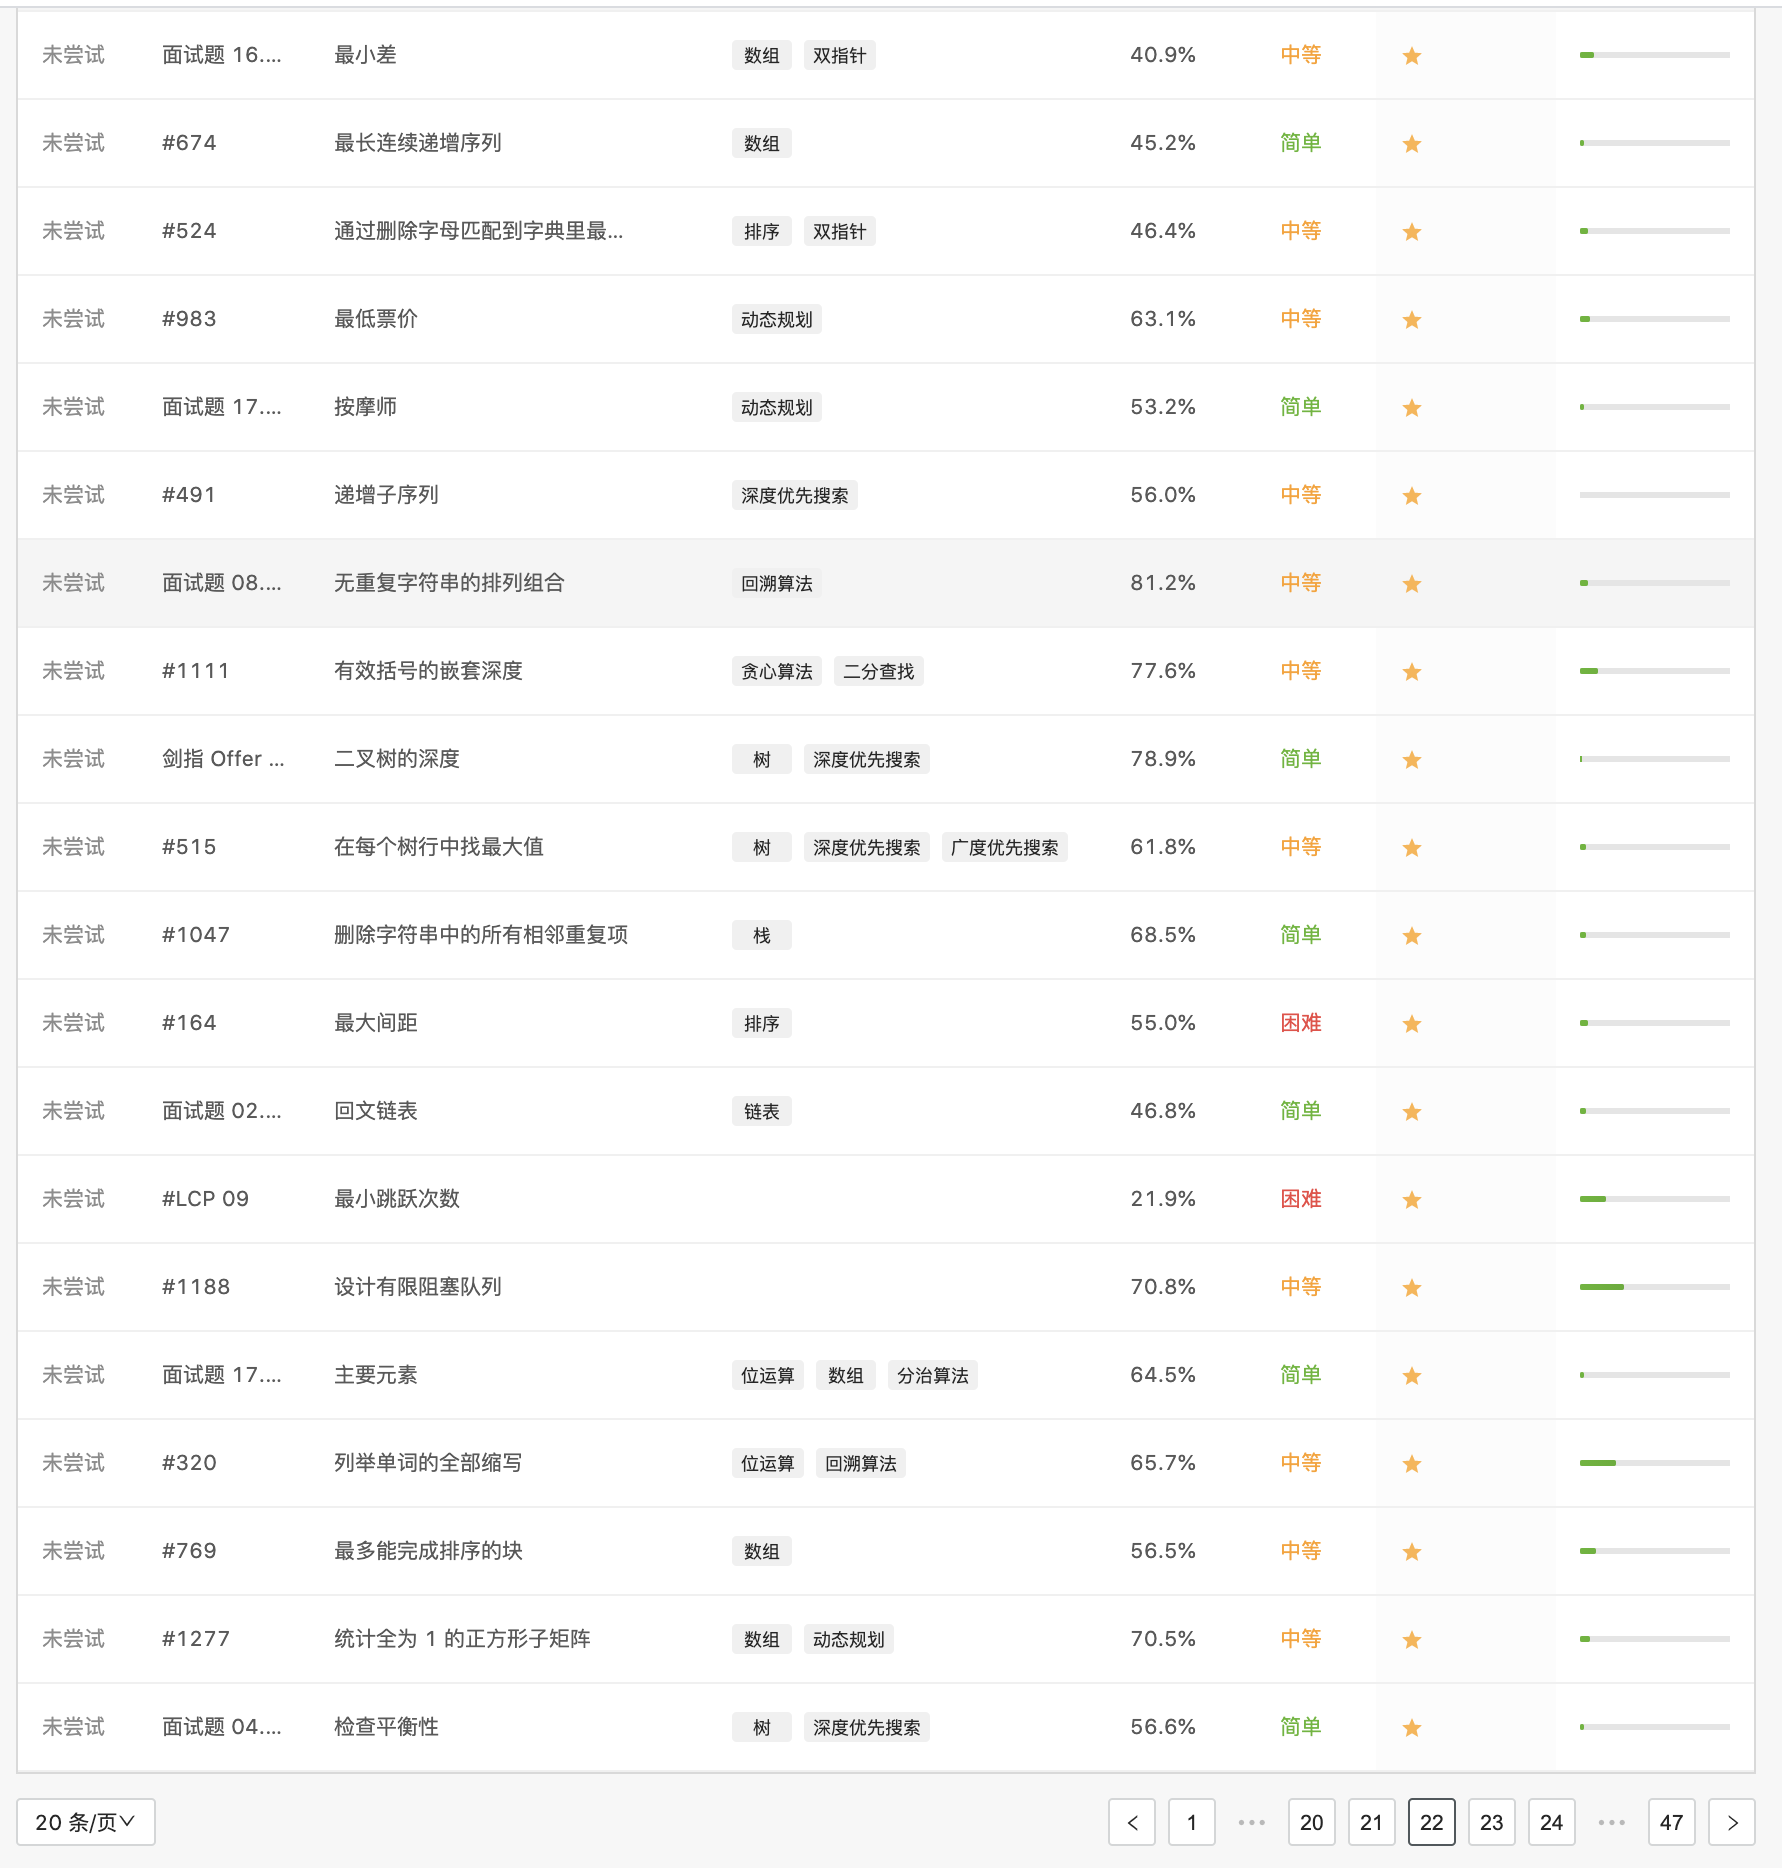 未尝试 面试题 16.... 最小差 数组 双指针 40.9% 中等
未尝试 #674 最长连续递增序列 数组 45.2% 简单
未尝试 #524 通过删除字母匹配到字典里最... 排序 双指针 46.4% 中等
未尝试 #983 最低票价 动态规划 63.1% 中等
未尝试 面试题 17.... 按摩师 动态规划 53.2% 简单
未尝试 #491 递增子序列 深度优先搜索 56.0% 中等
未尝试 面试题 08.... 无重复字符串的排列组合 回溯算法 81.2% 中等
未尝试 #1111 有效括号的嵌套深度 贪心算法 二分查找 77.6% 中等
未尝试 剑指 Offer ... 二叉树的深度 树 深度优先搜索 78.9% 简单
未尝试 #515 在每个树行中找最大值 树 深度优先搜索 广度优先搜索 61.8% 中等
未尝试 #1047 删除字符串中的所有相邻重复项 栈 68.5% 简单
未尝试 #164 最大间距 排序 55.0% 困难
未尝试 面试题 02.... 回文链表 链表 46.8% 简单
未尝试 #LCP 09 最小跳跃次数 21.9% 困难
未尝试 #1188 设计有限阻塞队列 70.8% 中等
未尝试 面试题 17.... 主要元素 位运算 数组 分治算法 64.5% 简单
未尝试 #320 列举单词的全部缩写 位运算 回溯算法 65.7% 中等
未尝试 #769 最多能完成排序的块 数组 56.5% 中等
未尝试 #1277 统计全为 1 的正方形子矩阵 数组 动态规划 70.5% 中等
未尝试 面试题 04.... 检查平衡性 树 深度优先搜索 56.6% 简单
20 条/页 < 1 ••• 20 21 22 23 24 ••• 47 >